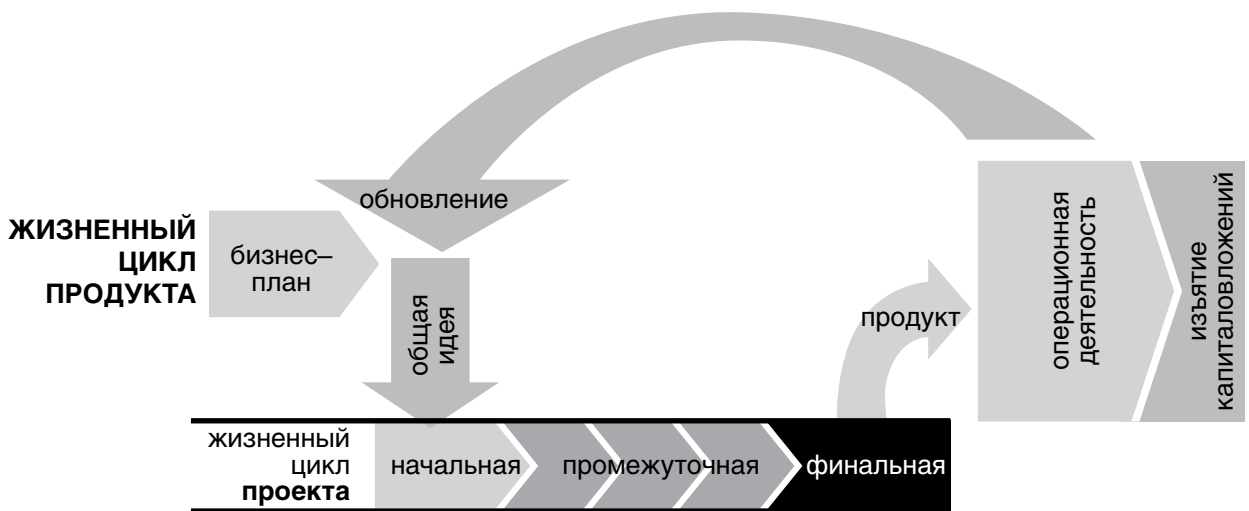 обновление
ЖИЗНЕННЫЙ
ЦИКЛ
ПРОДУКТА
бизнес–
план
общая
идея
продукт
операционная
деятельность
изъятие
капиталовложений
жизненный
цикл
проекта
начальная
промежуточная
финальная